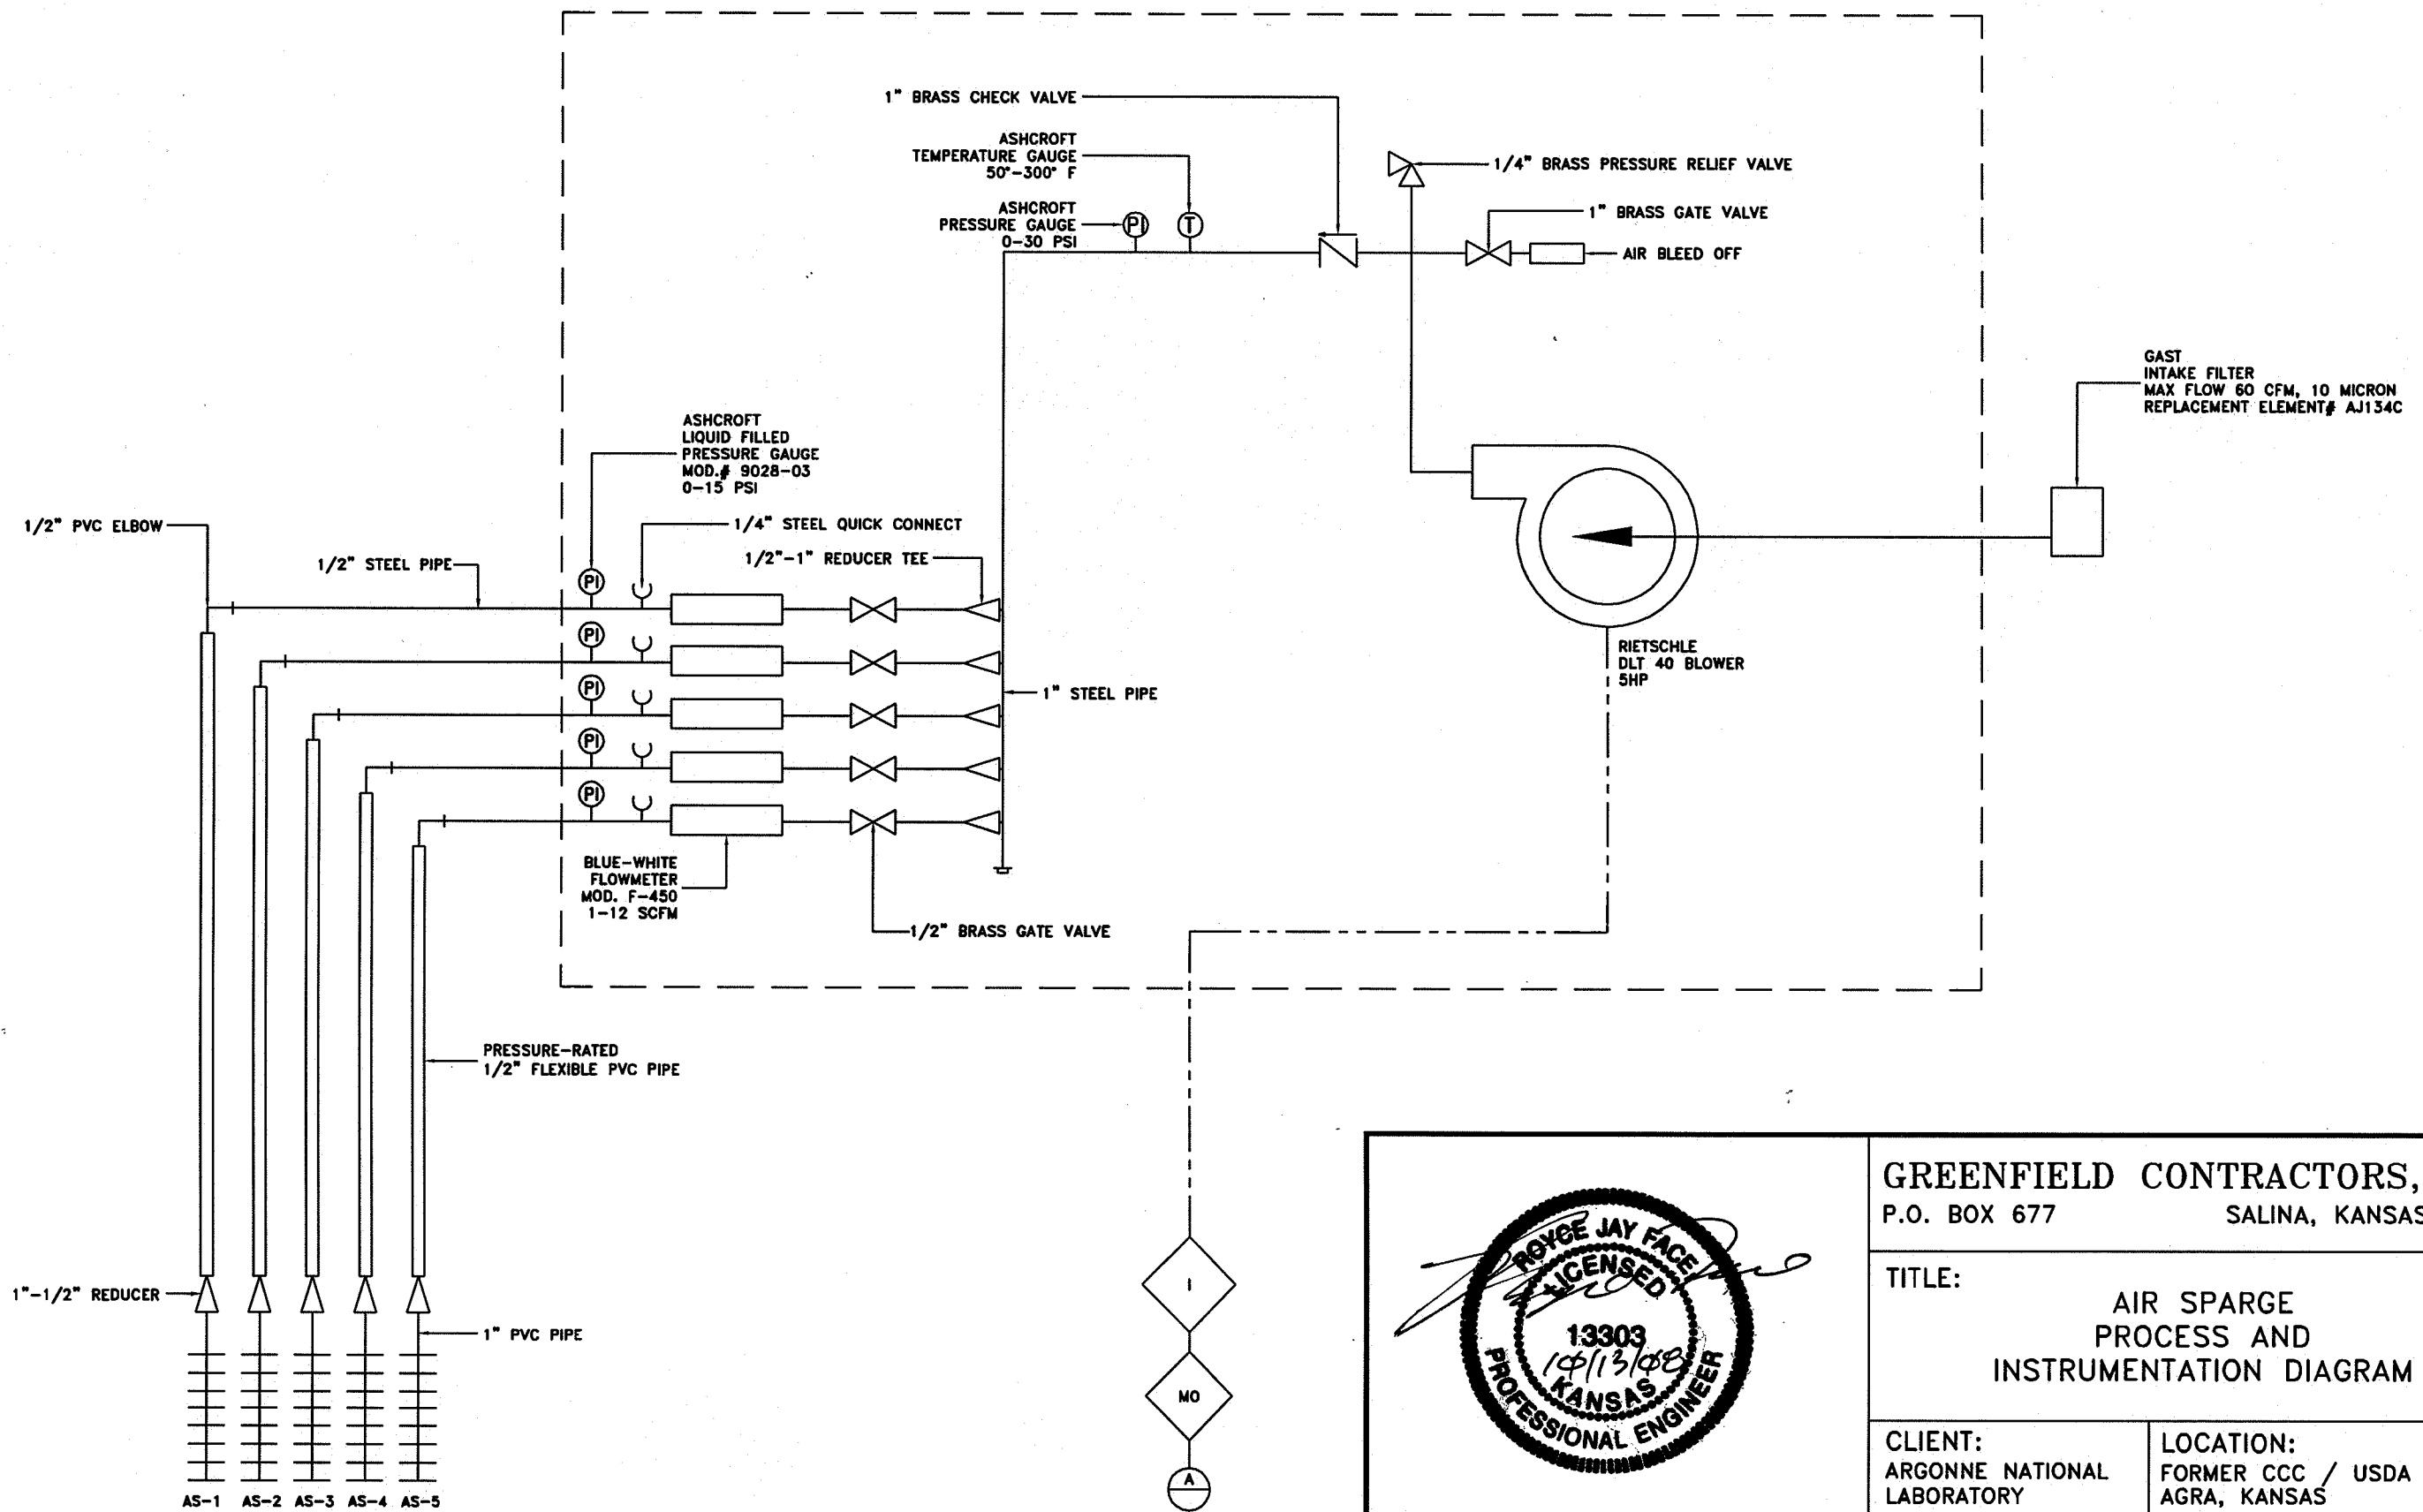 1" BRASS CHECK VALVE
ASHCROFT
TEMPERATURE GAUGE
50°-300° F
ASHCROFT
PRESSURE GAUGE
0-30 PSI
PI
T
1/4" BRASS PRESSURE RELIEF VALVE
1" BRASS GATE VALVE
AIR BLEED OFF
GAST
INTAKE FILTER
MAX FLOW 60 CFM, 10 MICRON
REPLACEMENT ELEMENT# AJ134C
ASHCROFT
LIQUID FILLED
PRESSURE GAUGE
MOD.# 9028-03
0-15 PSI
1/2" PVC ELBOW
1/4" STEEL QUICK CONNECT
1/2" STEEL PIPE
1/2"-1" REDUCER TEE
PI
PI
PI
PI
PI
1" STEEL PIPE
RIETSCHLE
DLT 40 BLOWER
5HP
BLUE-WHITE
FLOWMETER
MOD. F-450
1-12 SCFM
1/2" BRASS GATE VALVE
PRESSURE-RATED
1/2" FLEXIBLE PVC PIPE
1"-1/2" REDUCER
1" PVC PIPE
AS-1 AS-2 AS-3 AS-4 AS-5
I
MO
A
ROYCE JAY FACE
LICENSED
13303
10/13/08
KANSAS
PROFESSIONAL ENGINEER
GREENFIELD CONTRACTORS,
P.O. BOX 677 SALINA, KANSAS
TITLE:
AIR SPARGE
PROCESS AND
INSTRUMENTATION DIAGRAM
CLIENT:
ARGONNE NATIONAL
LABORATORY
LOCATION:
FORMER CCC / USDA
AGRA, KANSAS